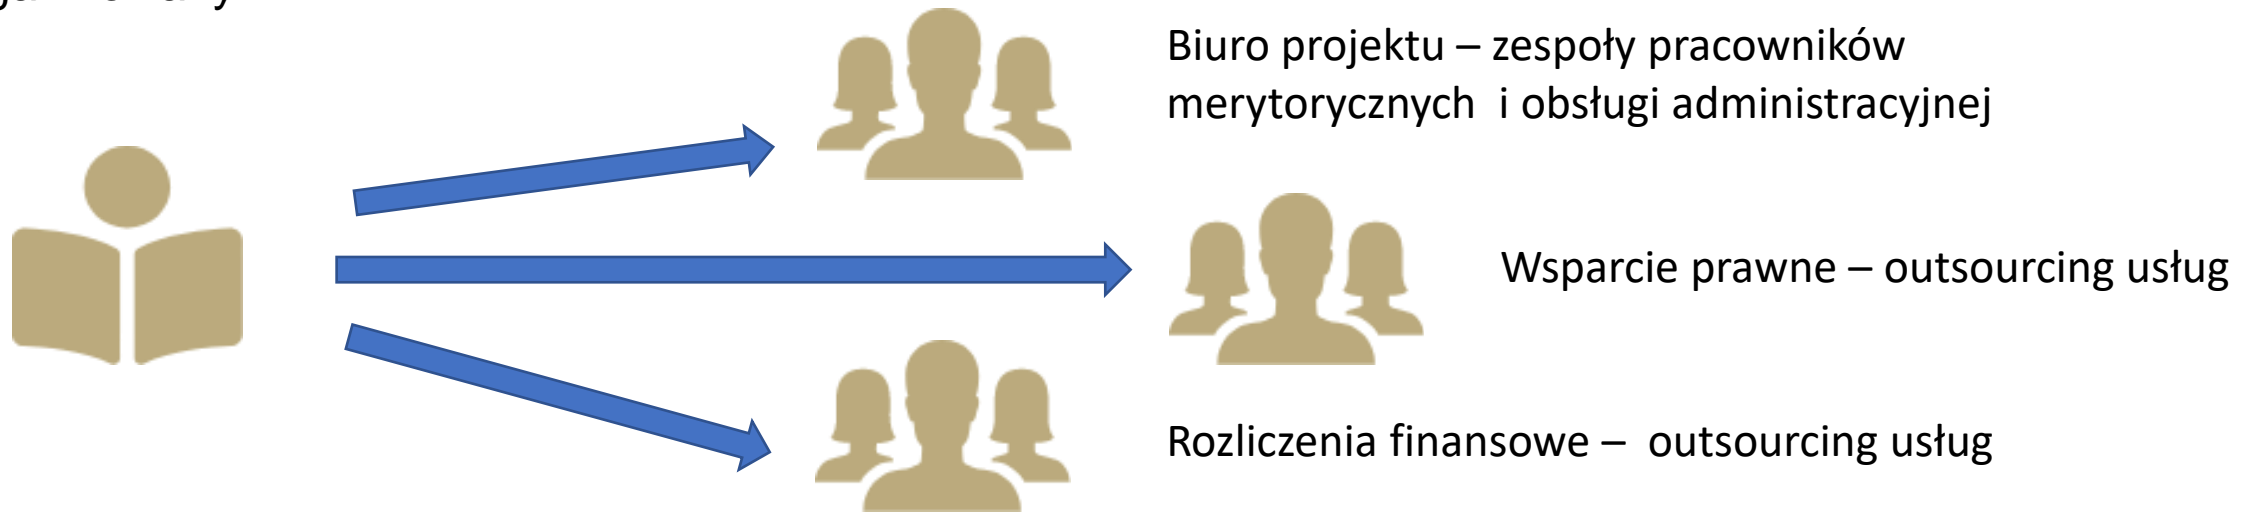 Biuro projektu – zespoły pracowników
merytorycznych i obsługi administracyjnej
Wsparcie prawne – outsourcing usług
Rozliczenia finansowe – outsourcing usług